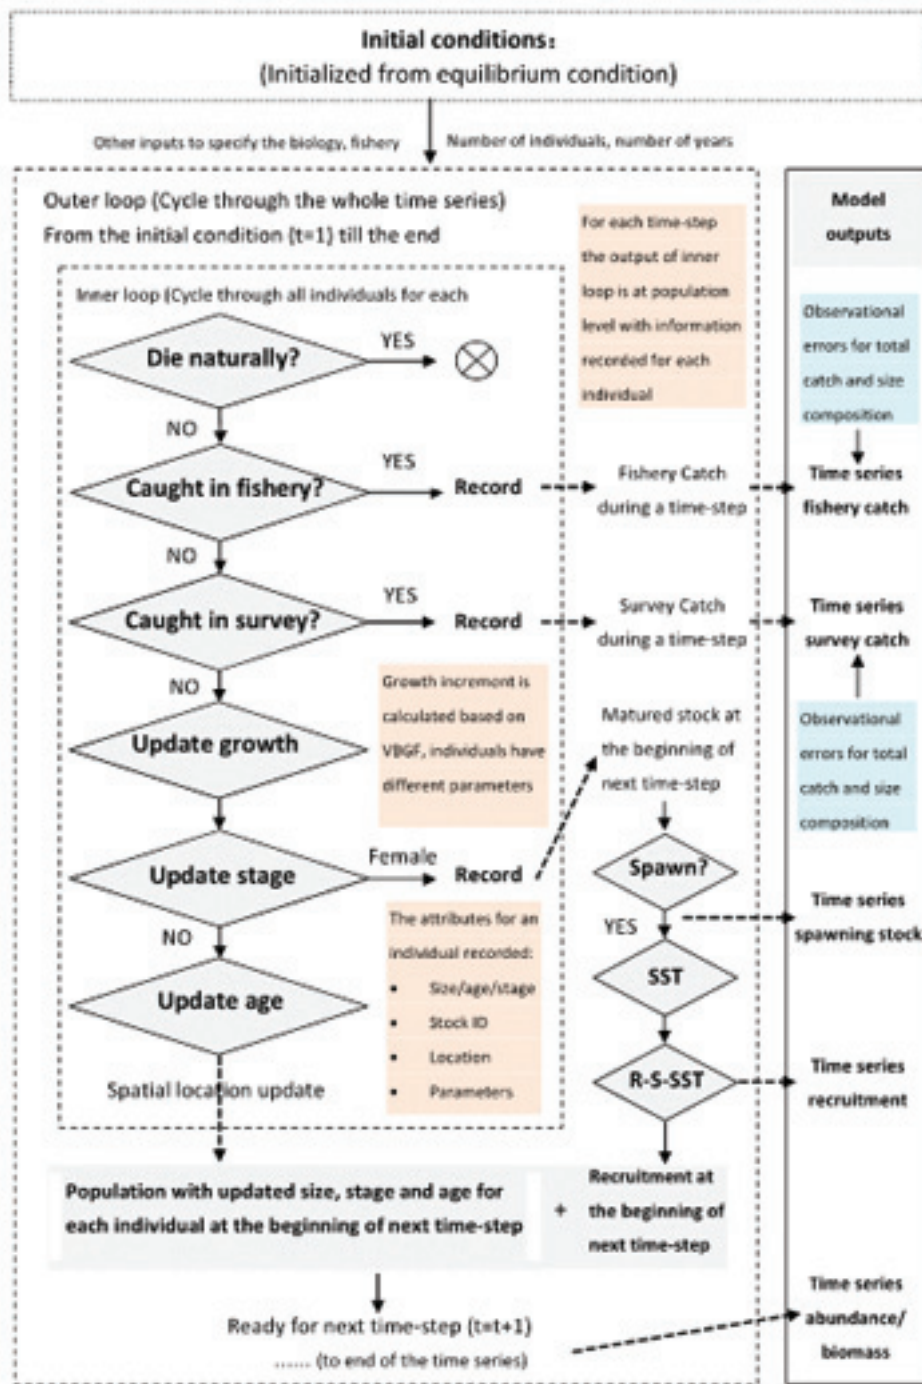 Initial conditions:
(Initialized from equilibrium condition)
Other inputs to specify the biology, fishery
Number of individuals, number of years
Outer loop (Cycle through the whole time series)
From the initial condition (t=1) till the end
For each time-step
the output of inner
loop is at population
level with information
recorded for each
individual
Inner loop (Cycle through all individuals for each
Die naturally?
YES
NO
Caught in fishery?
YES
Record
Fishery Catch
during a time-step
NO
Caught in survey?
YES
Record
Survey Catch
during a time-step
NO
Update growth
Growth increment is
calculated based on
VBGF, individuals have
different parameters
Matured stock at
the beginning of
next time-step
Update stage
Female
Record
Spawn?
YES
NO
Update age
The attributes for an
individual recorded:
• Size/age/stage
• Stock ID
• Location
• Parameters
SST
R-S-SST
Spatial location update
Population with updated size, stage and age for
each individual at the beginning of next time-step
+
Recruitment at
the beginning of
next time-step
Ready for next time-step (t=t+1)
...... (to end of the time series)
Model
outputs
Observational
errors for total
catch and size
composition
Time series
fishery catch
Time series
survey catch
Observational
errors for total
catch and size
composition
Time series
spawning stock
Time series
recruitment
Time series
abundance/
biomass